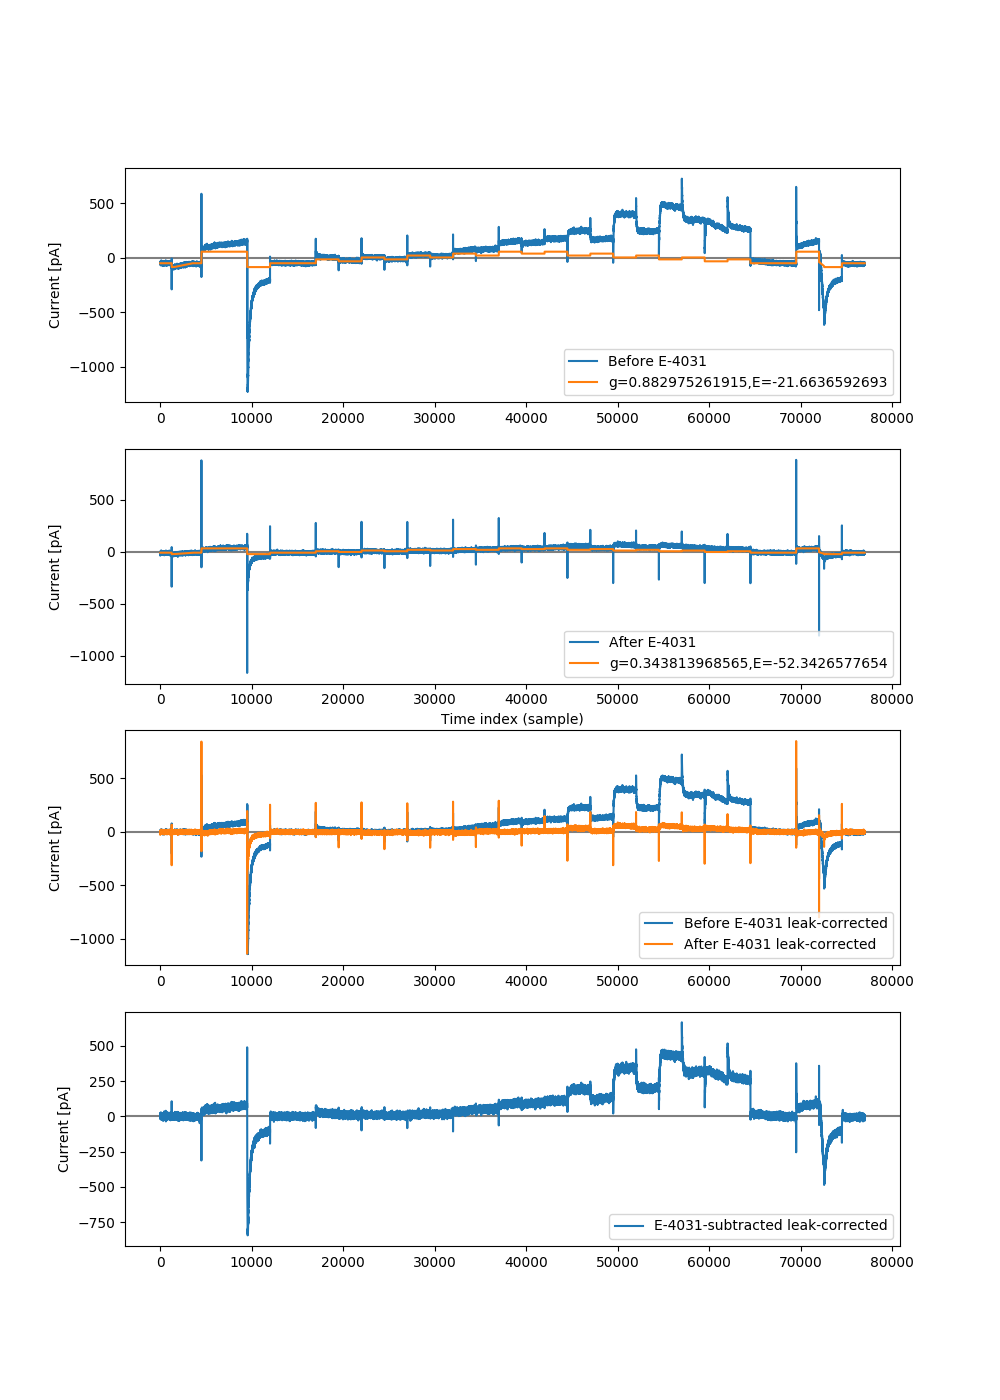 500
0
−500
−1000
Current [pA]
Before E-4031
g=0.882975261915,E=-21.6636592693
0 10000 20000 30000 40000 50000 60000 70000 80000
500
0
−500
−1000
Current [pA]
After E-4031
g=0.343813968565,E=-52.3426577654
0 10000 20000 30000 40000 50000 60000 70000 80000
Time index (sample)
500
0
−500
−1000
Current [pA]
Before E-4031 leak-corrected
After E-4031 leak-corrected
0 10000 20000 30000 40000 50000 60000 70000 80000
500
250
0
−250
−500
−750
Current [pA]
E-4031-subtracted leak-corrected
0 10000 20000 30000 40000 50000 60000 70000 80000